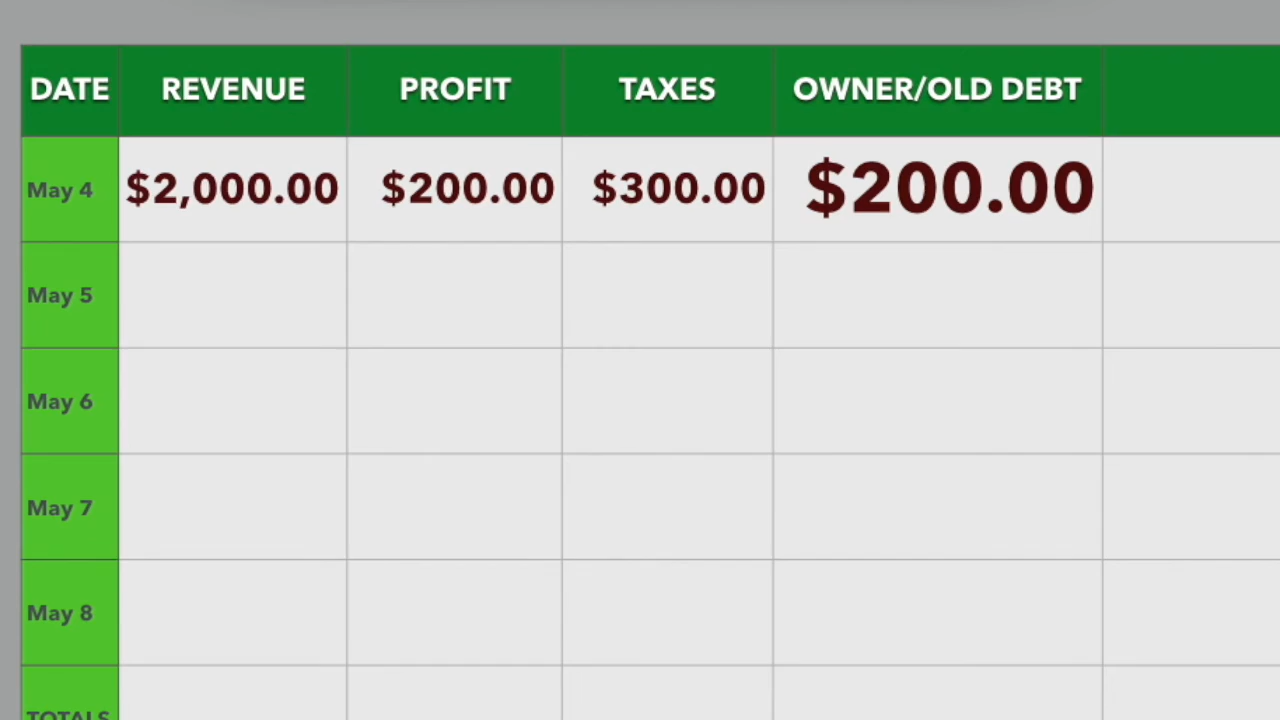 DATE REVENUE PROFIT TAXES OWNER/OLD DEBT
May 4 $2,000.00 $200.00 $300.00 $200.00
May 5
May 6
May 7
May 8
TOTALS